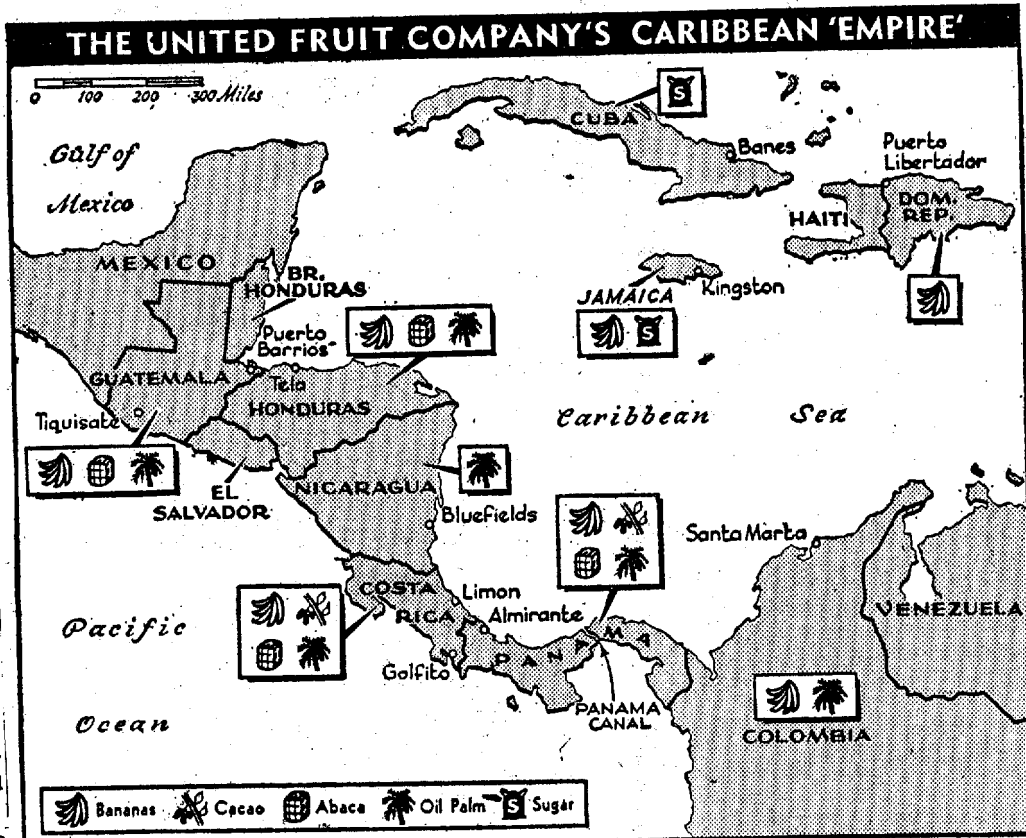 THE UNITED FRUIT COMPANY'S CARIBBEAN 'EMPIRE'
0 100 200 300 Miles
Gulf of
Mexico
CUBA
S
Banes
Puerto
Libertador
HAITI
DOM.
REP.
MEXICO
BR.
HONDURAS
JAMAICA
Kingston
S
Puerto
Barrios
GUATEMALA
Tela
HONDURAS
Tiquisate
Caribbean Sea
EL
SALVADOR
NICARAGUA
Bluefields
Santa Marta
COSTA
RICA
Limon
Almirante
VENEZUELA
Pacific
Ocean
Golfito
PANAMA
PANAMA
CANAL
COLOMBIA
Bananas Cacao Abaca Oil Palm S Sugar